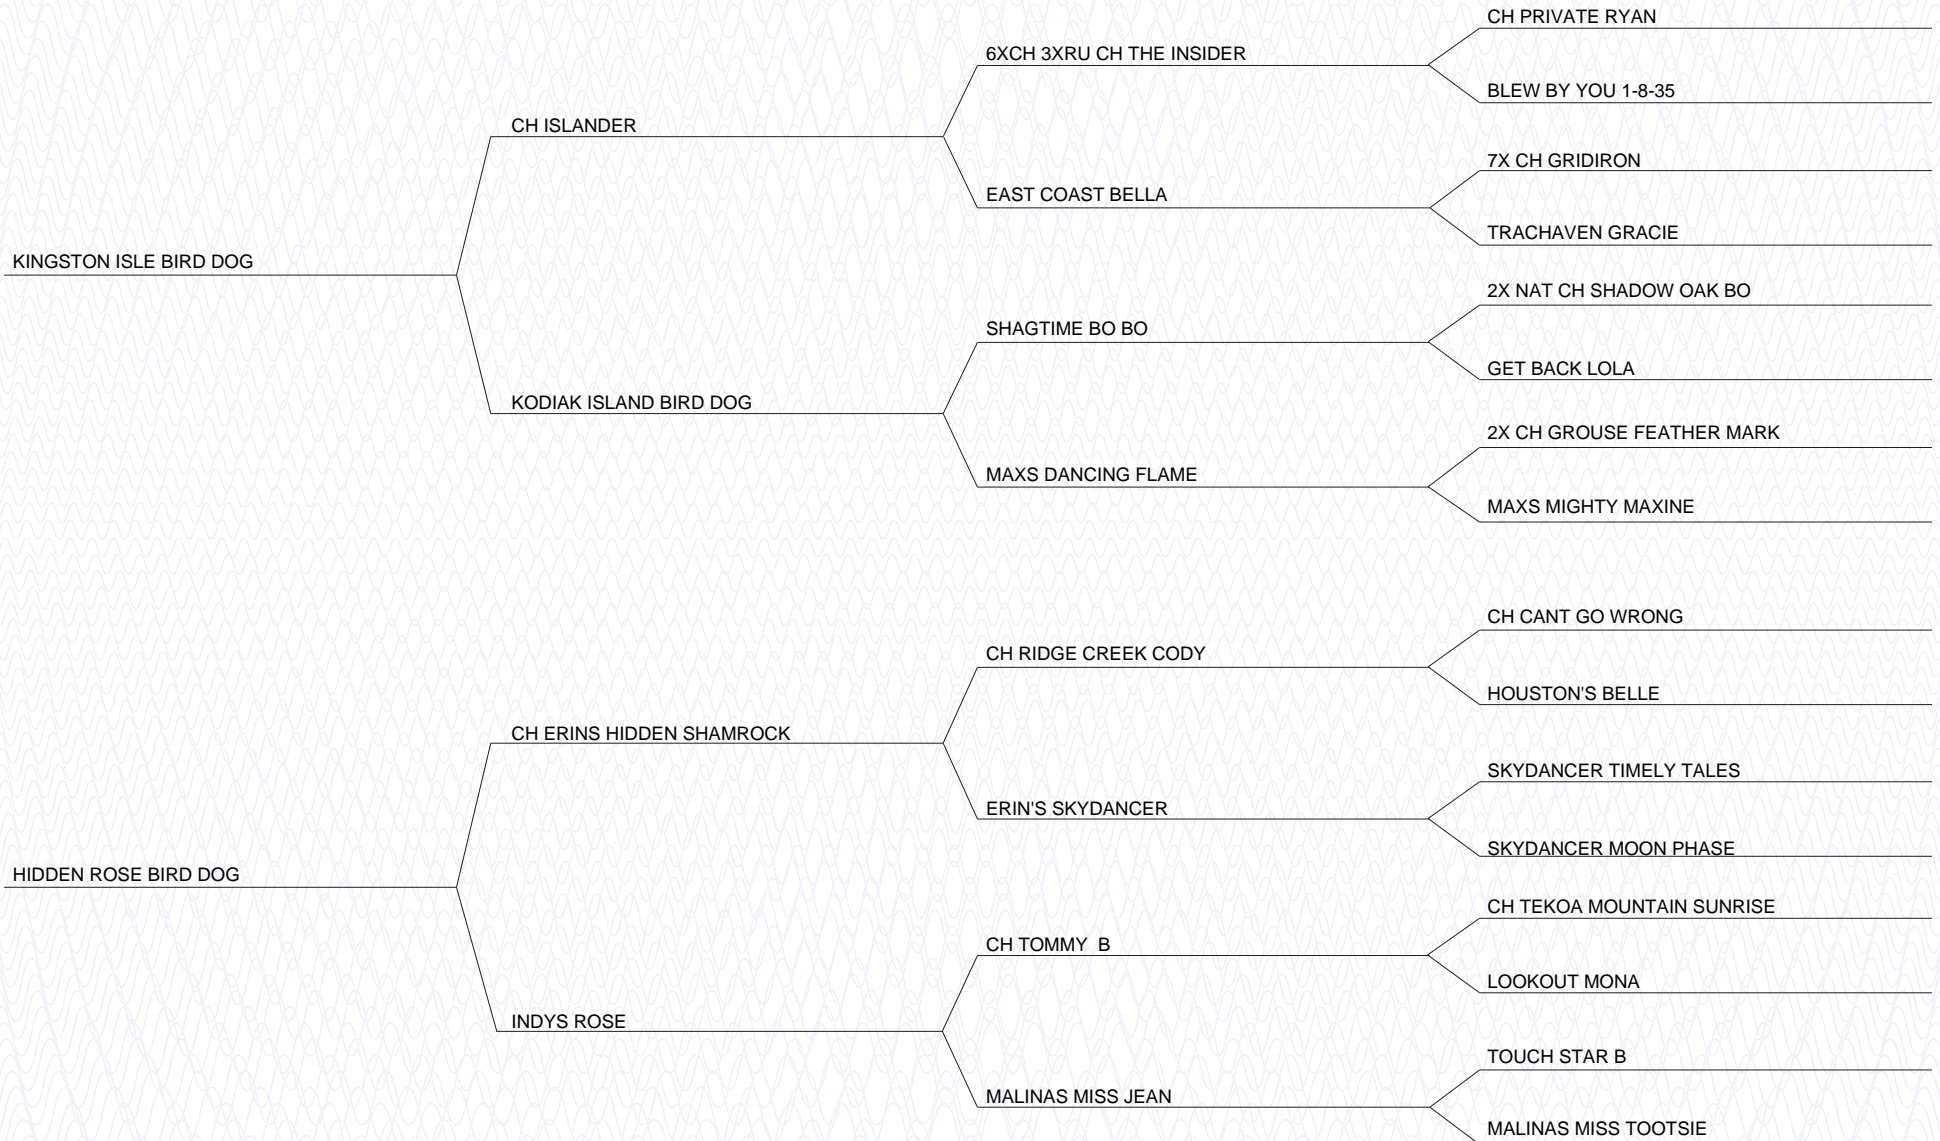 CH PRIVATE RYAN
6XCH 3XRU CH THE INSIDER
BLEW BY YOU 1-8-35
CH ISLANDER
7X CH GRIDIRON
EAST COAST BELLA
TRACHAVEN GRACIE
KINGSTON ISLE BIRD DOG
2X NAT CH SHADOW OAK BO
SHAGTIME BO BO
GET BACK LOLA
KODIAK ISLAND BIRD DOG
2X CH GROUSE FEATHER MARK
MAXS DANCING FLAME
MAXS MIGHTY MAXINE
CH CANT GO WRONG
CH RIDGE CREEK CODY
HOUSTON'S BELLE
CH ERINS HIDDEN SHAMROCK
SKYDANCER TIMELY TALES
ERIN'S SKYDANCER
SKYDANCER MOON PHASE
HIDDEN ROSE BIRD DOG
CH TEKOA MOUNTAIN SUNRISE
CH TOMMY  B
LOOKOUT MONA
INDYS ROSE
TOUCH STAR B
MALINAS MISS JEAN
MALINAS MISS TOOTSIE